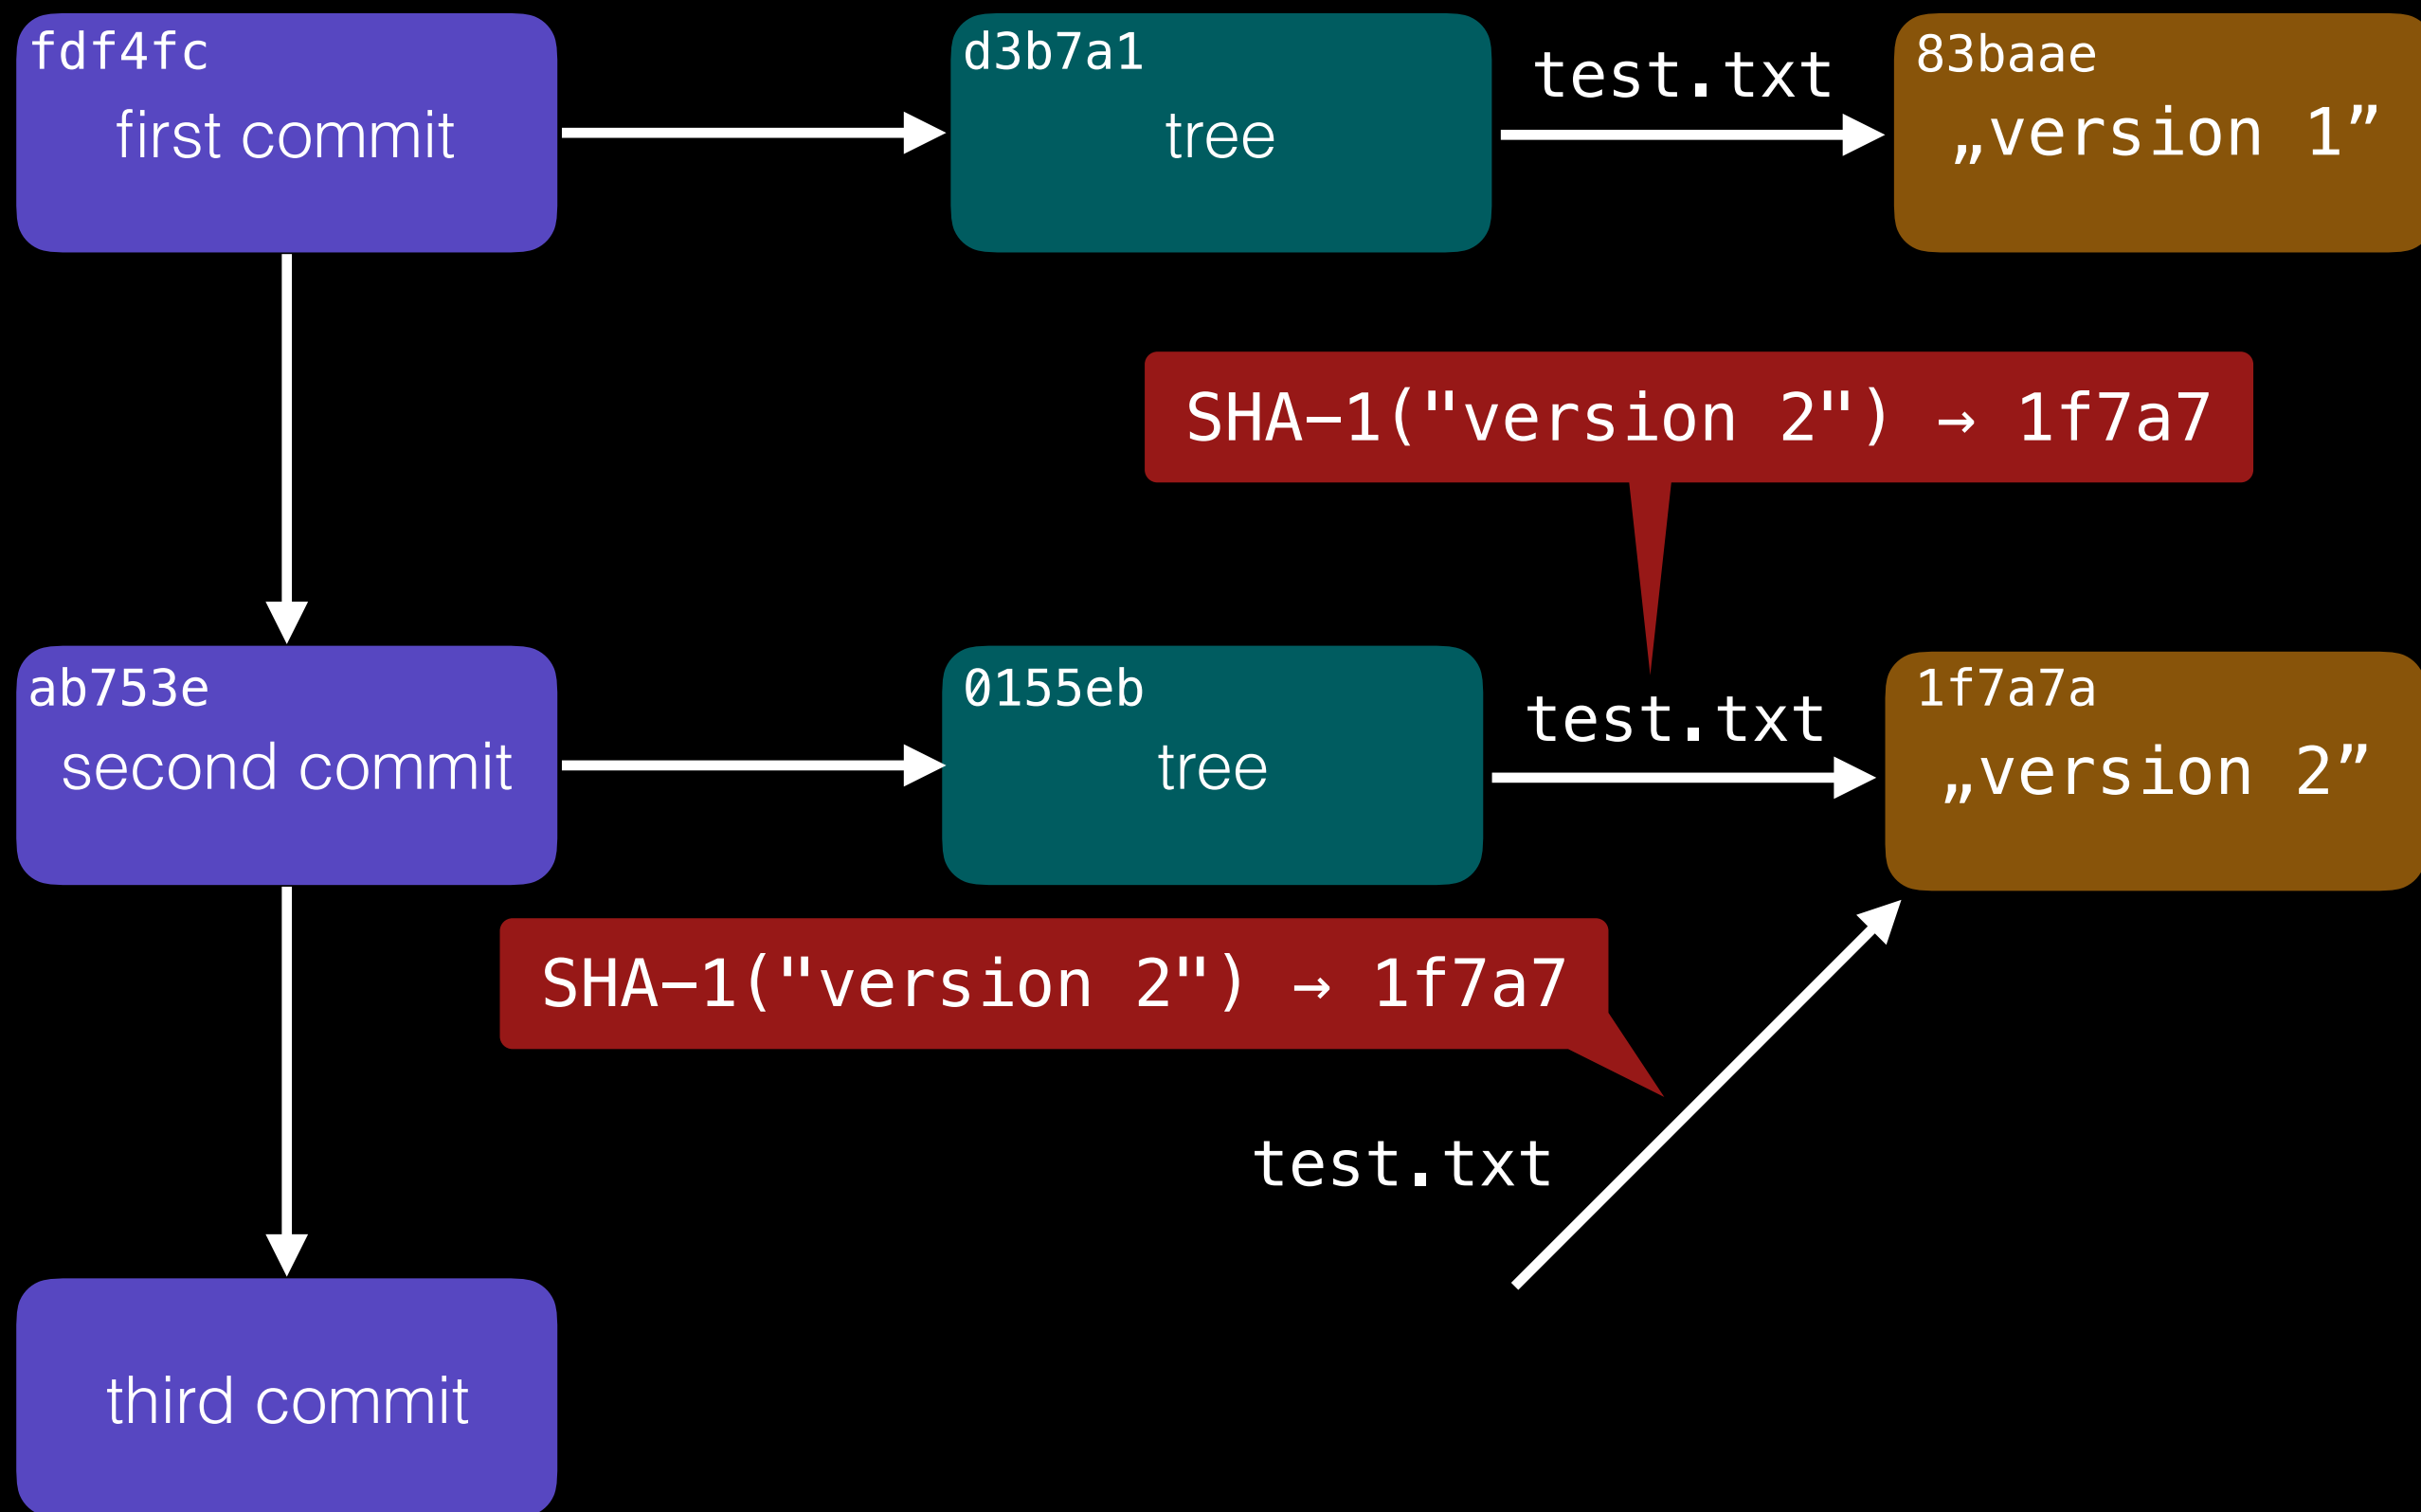 fdf4fc
first commit
d3b7a1
tree
test.txt
83baae
„version 1”
SHA–1("version 2") → 1f7a7
ab753e
second commit
0155eb
tree
test.txt
1f7a7a
„version 2”
SHA–1("version 2") → 1f7a7
test.txt
third commit